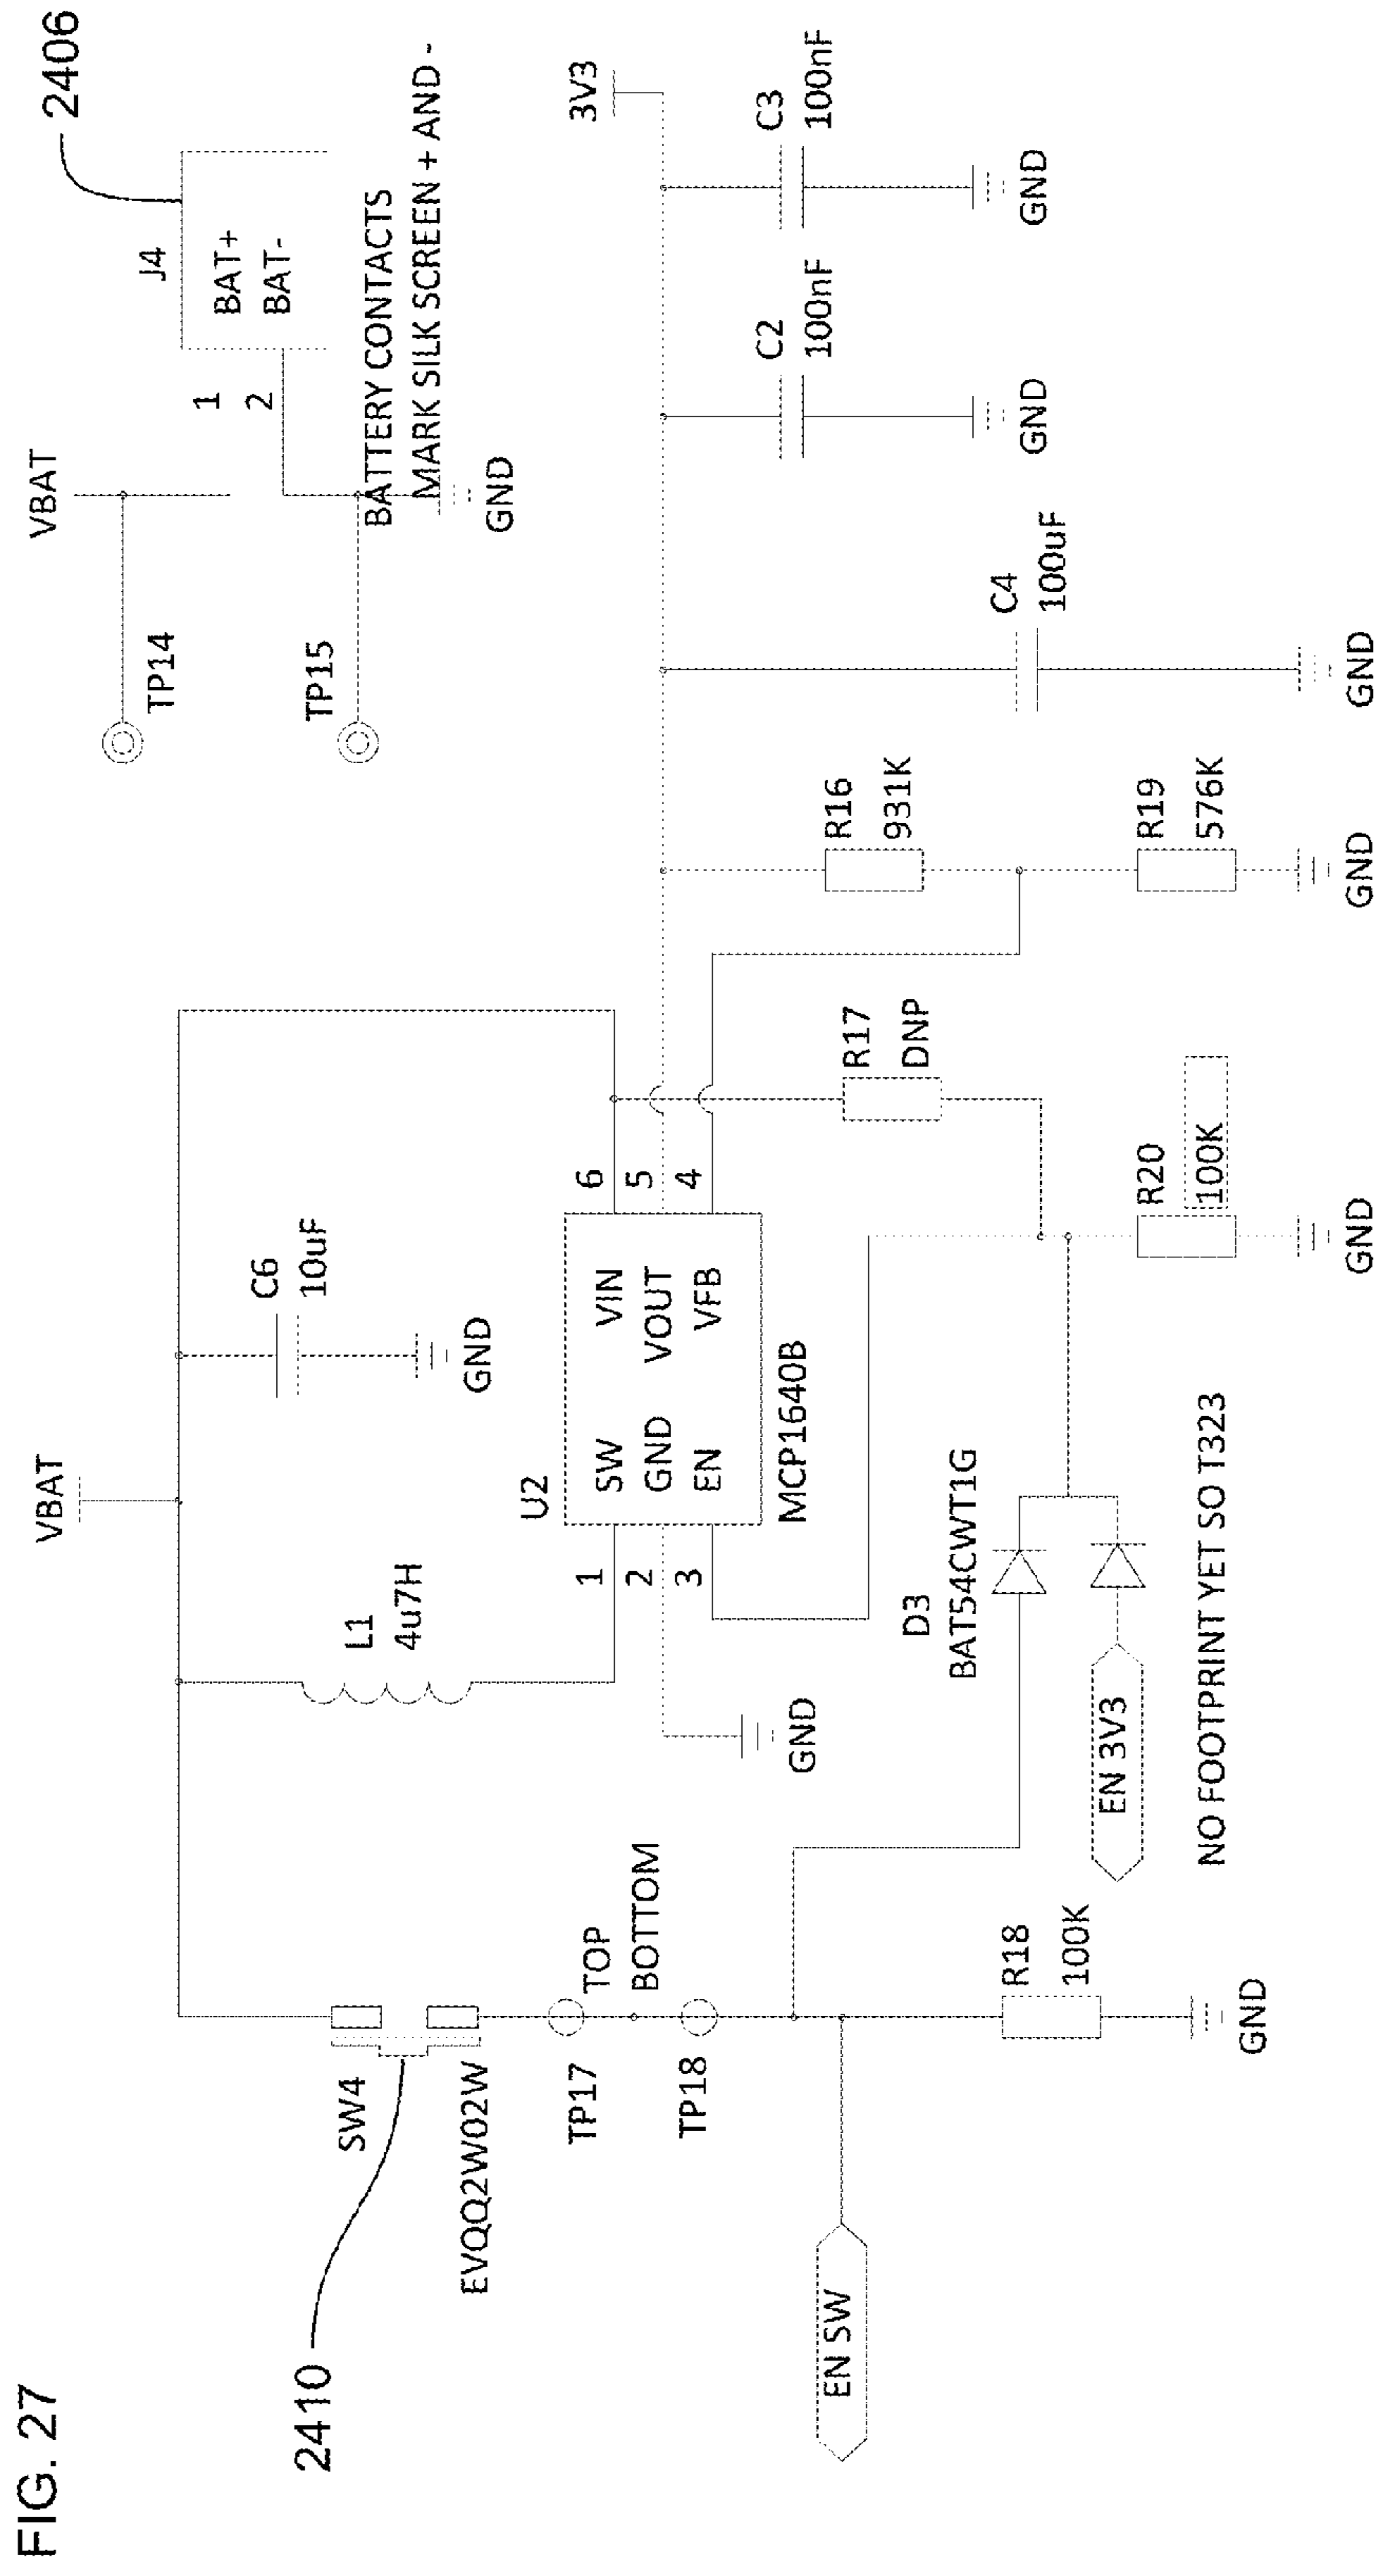 FIG. 27
2410
SW4
EVQQ2W02W
TP17
TOP
BOTTOM
TP18
EN SW
R18
100K
GND
VBAT
L1
4u7H
C6
10uF
GND
U2
1
2
3
SW
GND
EN
VIN
VOUT
VFB
6
5
4
MCP1640B
GND
D3
BAT54CWT1G
EN 3V3
NO FOOTPRINT YET SO T323
R17
DNP
R20
100K
GND
R16
931K
R19
576K
GND
C4
100uF
GND
C2
100nF
GND
C3
100nF
GND
3V3
TP14
TP15
VBAT
GND
1
2
J4
BAT+
BAT-
2406
BATTERY CONTACTS
MARK SILK SCREEN + AND -